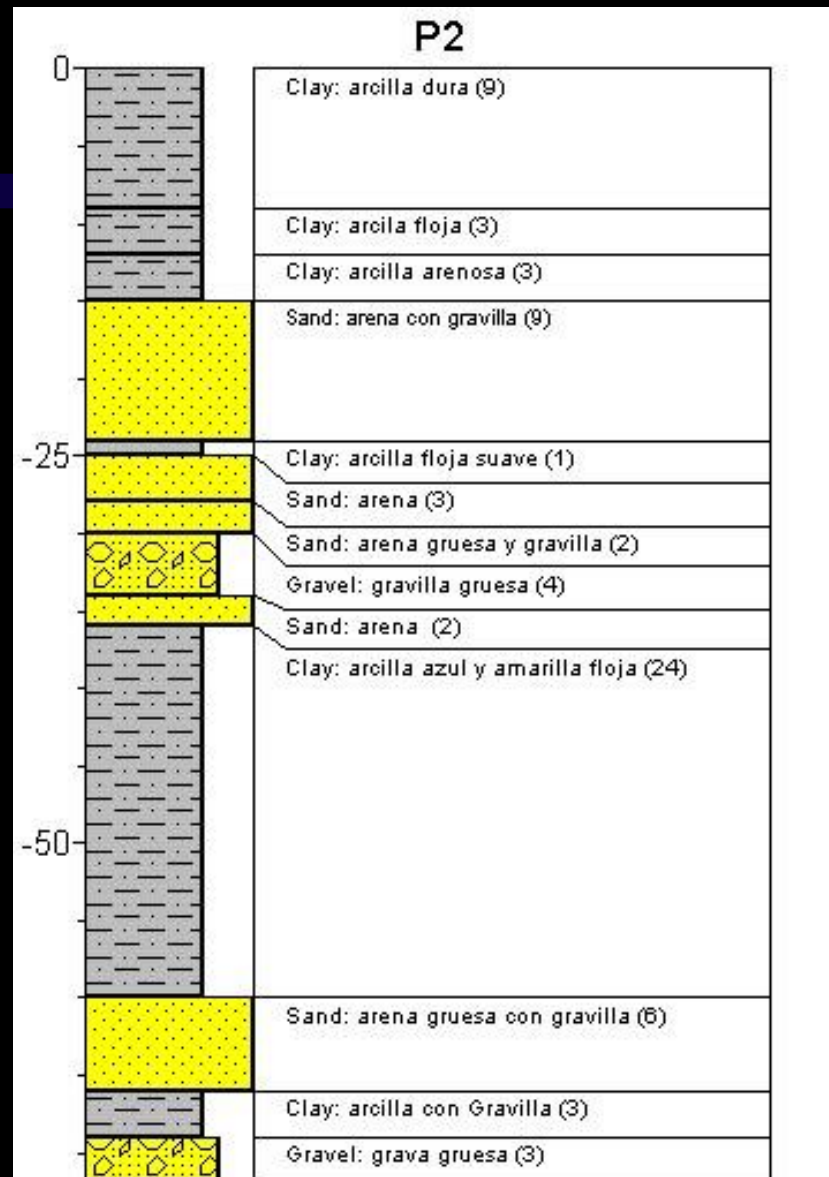 P2
0
Clay: arcilla dura (9)
Clay: arcila floja (3)
Clay: arcilla arenosa (3)
Sand: arena con gravilla (9)
-25
Clay: arcilla floja suave (1)
Sand: arena (3)
Sand: arena gruesa y gravilla (2)
Gravel: gravilla gruesa (4)
Sand: arena (2)
Clay: arcilla azul y amarilla floja (24)
-50
Sand: arena gruesa con gravilla (6)
Clay: arcilla con Gravilla (3)
Gravel: grava gruesa (3)